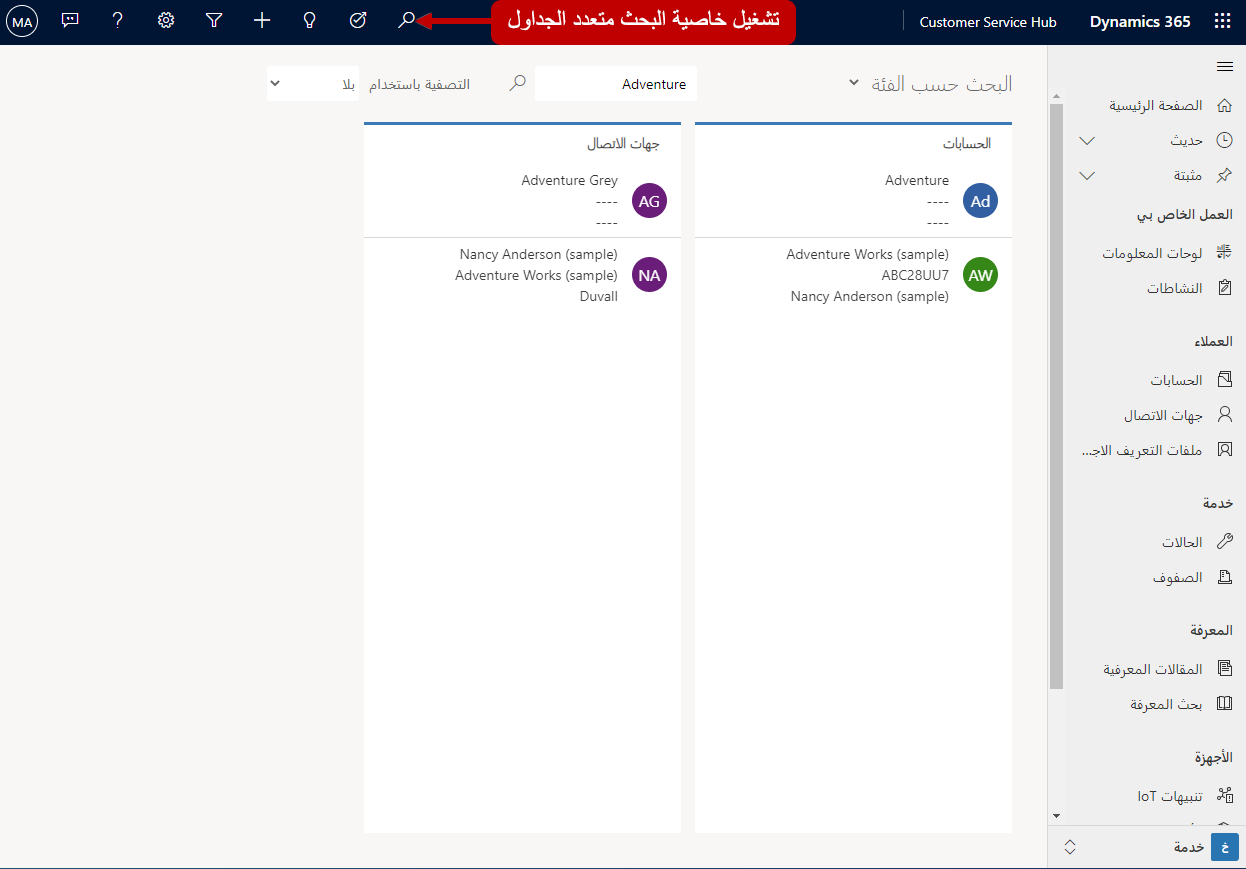 Dynamics 365
Customer Service Hub
تشغيل خاصية البحث متعدد الجداول
?
MA
الصفحة الرئيسية
حديث
مثبتة
العمل الخاص بي
لوحات المعلومات
النشاطات
العملاء
الحسابات
جهات الاتصال
ملفات التعريف الاجـ...
خدمة
الحالات
الصفوف
المعرفة
المقالات المعرفية
بحث المعرفة
الأجهزة
تنبيهات IoT
خ
خدمة
البحث حسب الفئة
Adventure
التصفية باستخدام
بلا
الحسابات
Ad
Adventure
----
----
AW
Adventure Works (sample)
ABC28UU7
Nancy Anderson (sample)
جهات الاتصال
AG
Adventure Grey
----
----
NA
Nancy Anderson (sample)
Adventure Works (sample)
Duvall